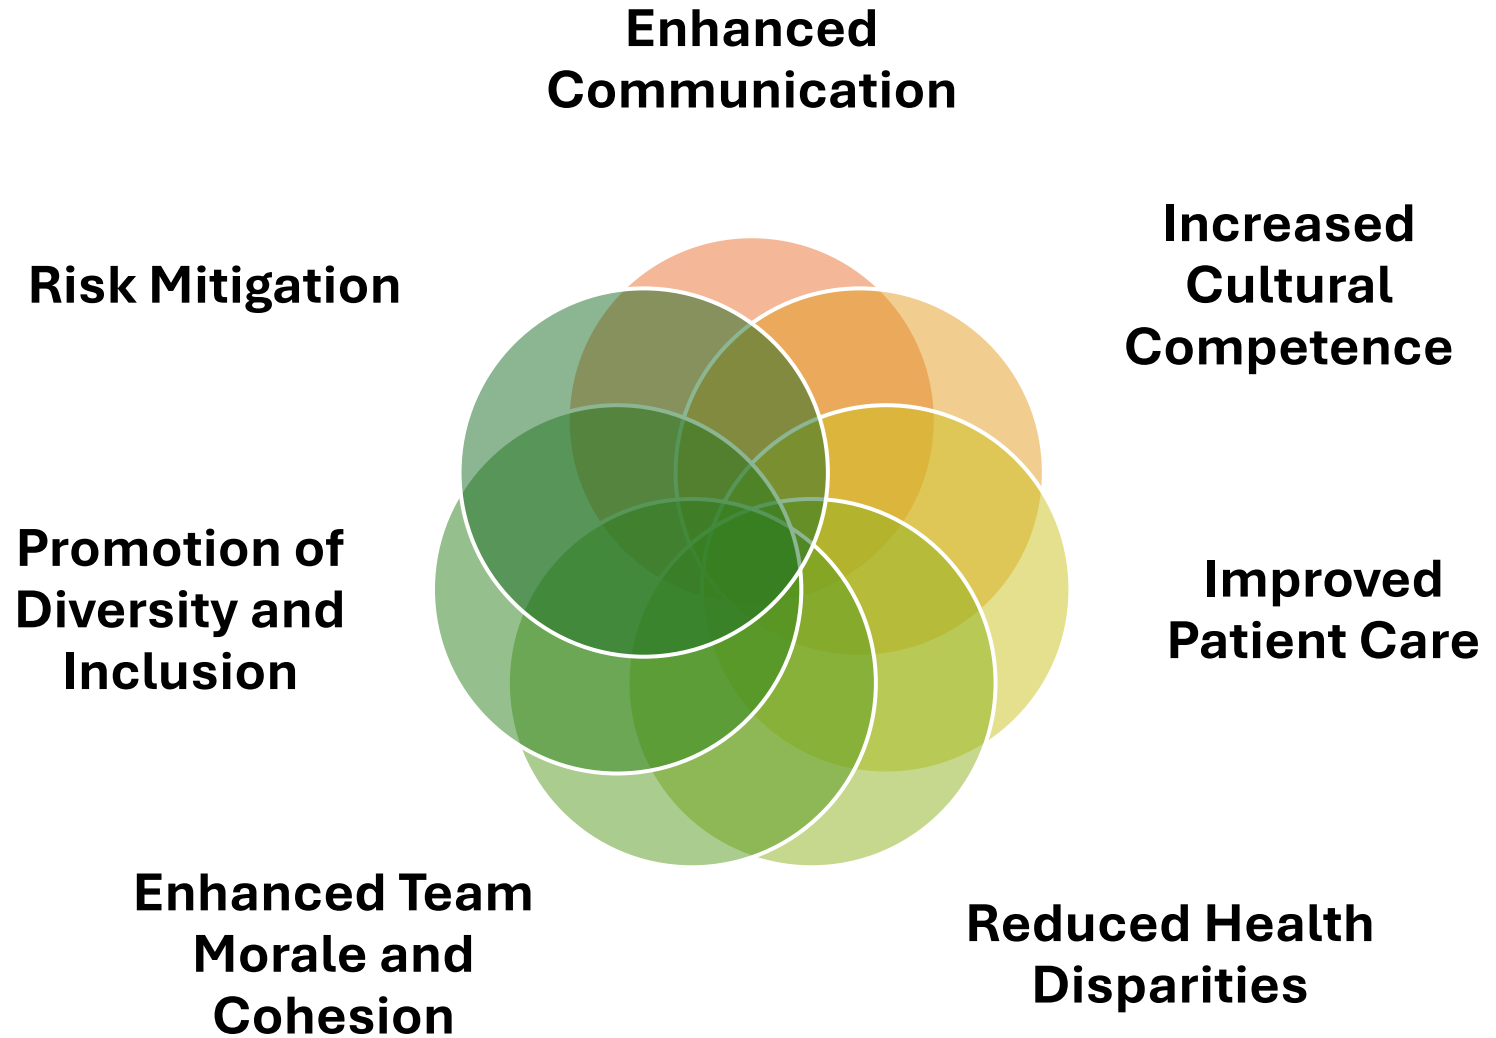 Enhanced
Communication
Increased
Cultural
Competence
Improved
Patient Care
Reduced Health
Disparities
Enhanced Team
Morale and
Cohesion
Promotion of
Diversity and
Inclusion
Risk Mitigation